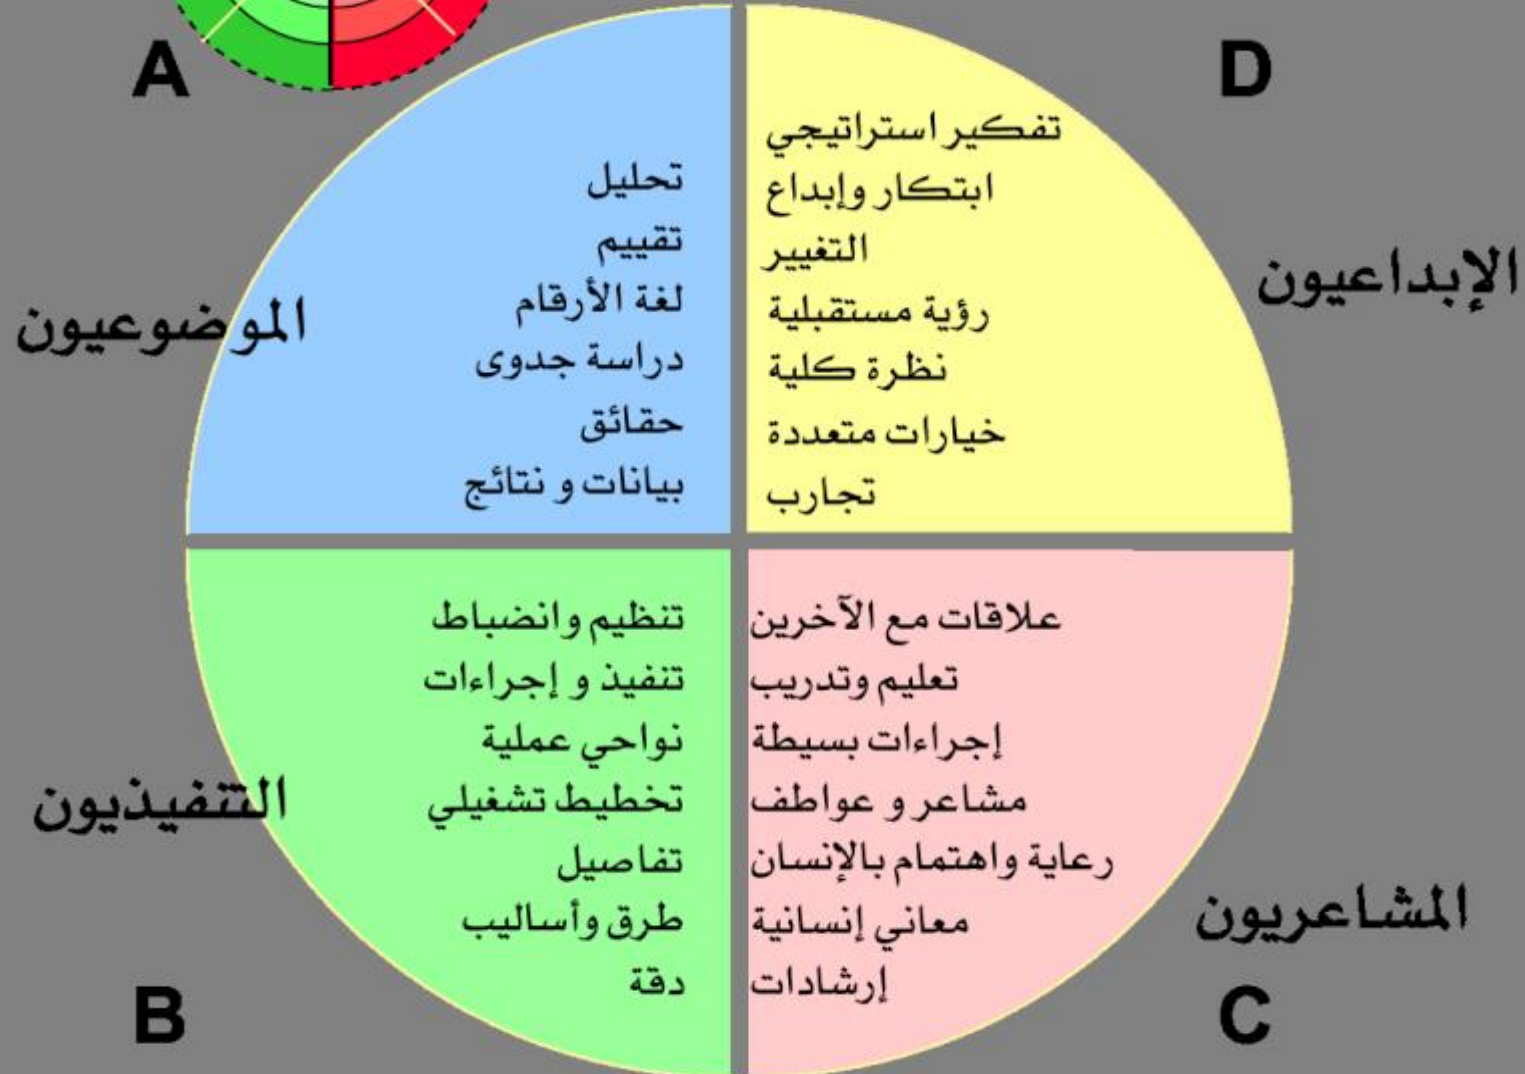 A
الموضوعيون
تحليل
تقييم
لغة الأرقام
دراسة جدوى
حقائق
بيانات و نتائج
D
الإبداعيون
تفكير استراتيجي
ابتكار وإبداع
التغيير
رؤية مستقبلية
نظرة كلية
خيارات متعددة
تجارب
B
التنفيذيون
تنظيم وانضباط
تنفيذ و إجراءات
نواحي عملية
تخطيط تشغيلي
تفاصيل
طرق وأساليب
دقة
C
المشاعريون
علاقات مع الآخرين
تعليم وتدريب
إجراءات بسيطة
مشاعر و عواطف
رعاية واهتمام بالإنسان
معاني إنسانية
إرشادات